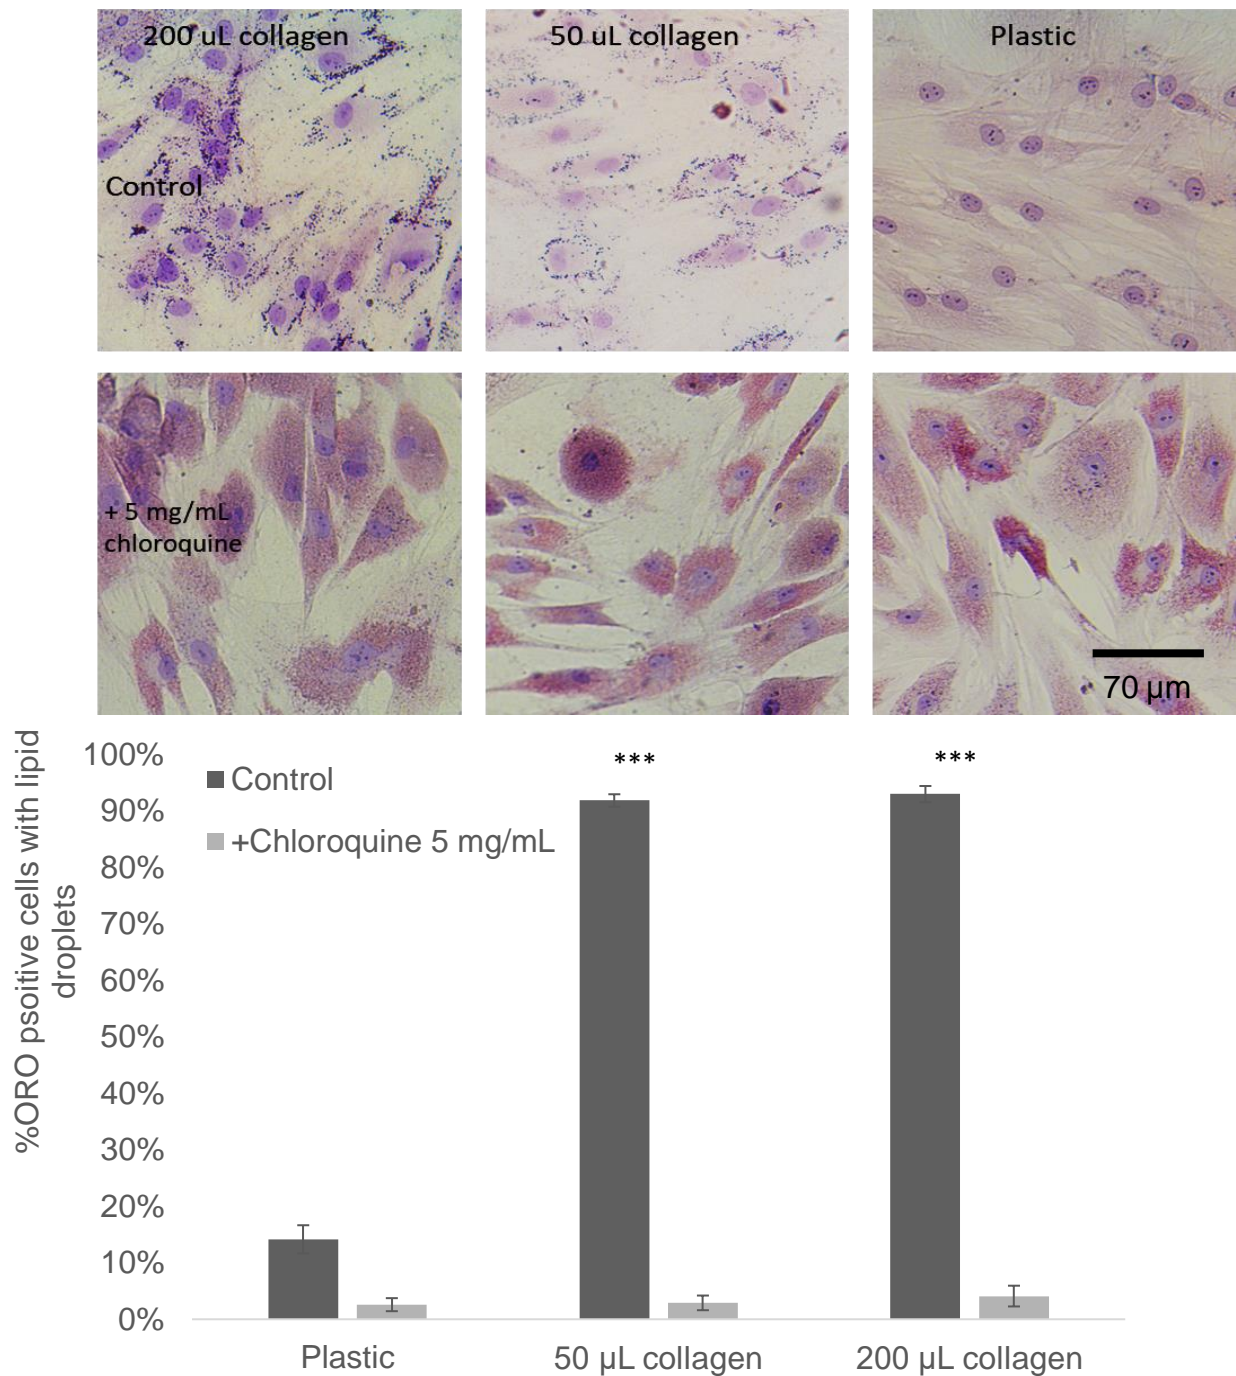 200 uL collagen
50 uL collagen
Plastic
Control
+ 5 mg/mL
chloroquine
70 µm
%ORO psoitive cells with lipid
droplets
100%
90%
80%
70%
60%
50%
40%
30%
20%
10%
0%
Control
+Chloroquine 5 mg/mL
***
***
Plastic
50 µL collagen
200 µL collagen